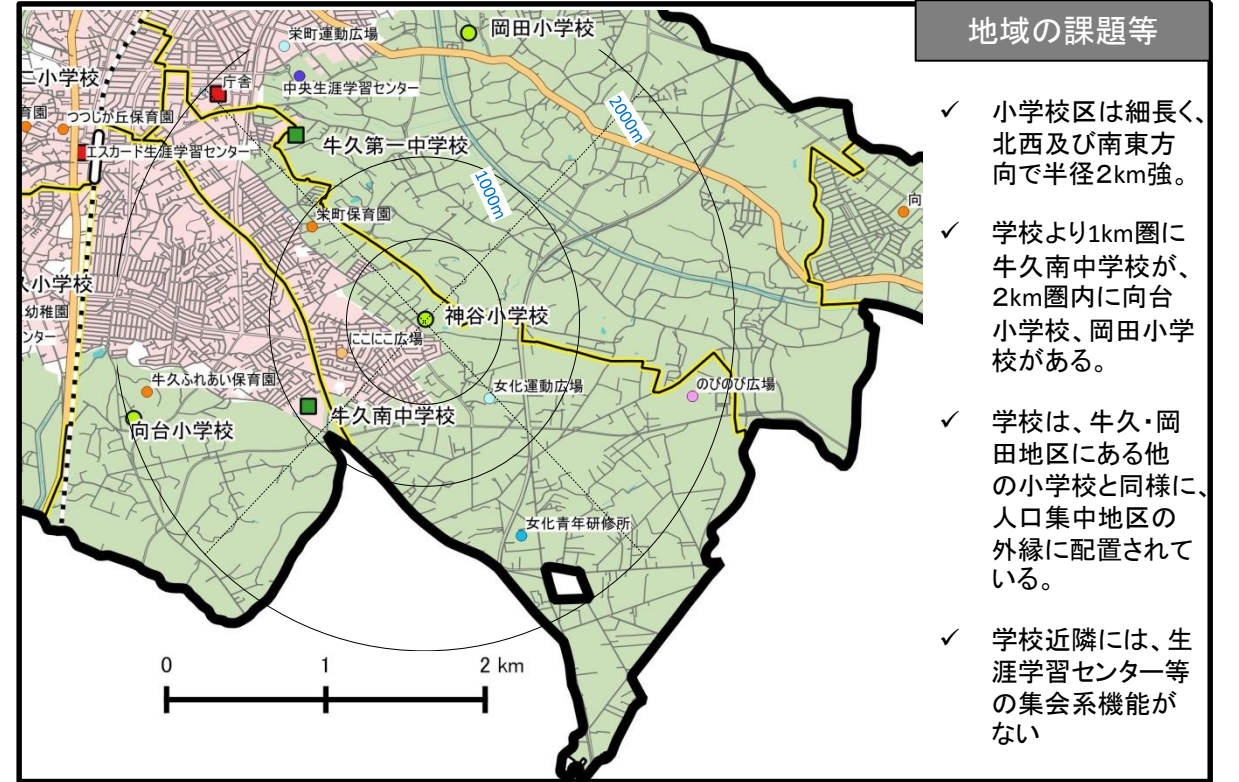 栄町運動広場
岡田小学校
二小学校
庁舎
中央生涯学習センター
育園
つつじが丘保育園
2000m
エスカード生涯学習センター
牛久第一中学校
1000m
向
栄町保育園
久小学校
幼稚園
ンター
神谷小学校
にこにこ広場
牛久ふれあい保育園
女化運動広場
のびのび広場
向台小学校
牛久南中学校
女化青年研修所
0 1 2 km
地域の課題等
✓ 小学校区は細長く、
北西及び南東方
向で半径2km強。
✓ 学校より1km圏に
牛久南中学校が、
2km圏内に向台
小学校、岡田小学
校がある。
✓ 学校は、牛久・岡
田地区にある他
の小学校と同様に、
人口集中地区の
外縁に配置されて
いる。
✓ 学校近隣には、生
涯学習センター等
の集会系機能が
ない